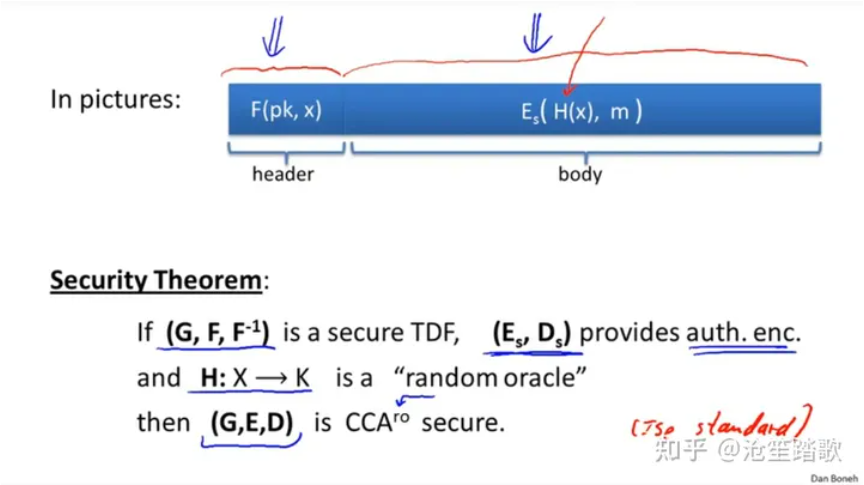 In pictures:
F(pk, x)
E_s( H(x), m )
header
body
Security Theorem:
If (G, F, F⁻¹) is a secure TDF, (E_s, D_s) provides auth. enc.
and H: X ⟶ K is a “random oracle”
then (G,E,D) is CCA^ro secure.
(ISO standard)
知乎 @沧笙踏歌
Dan Boneh